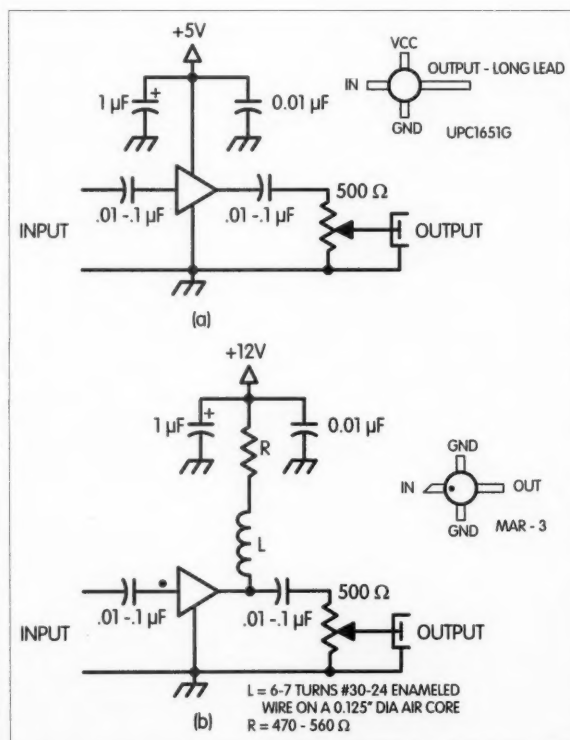 +5V
1 µF
+
0.01 µF
VCC
IN
OUTPUT - LONG LEAD
GND
UPC1651G
.01 -.1 µF
.01 -.1 µF
500 Ω
INPUT
OUTPUT
(a)
+12V
1 µF
+
0.01 µF
R
L
GND
IN
OUT
GND
MAR - 3
.01 -.1 µF
.01 -.1 µF
500 Ω
INPUT
OUTPUT
L = 6-7 TURNS #30-24 ENAMELED
WIRE ON A 0.125" DIA AIR CORE
R = 470 - 560 Ω
(b)